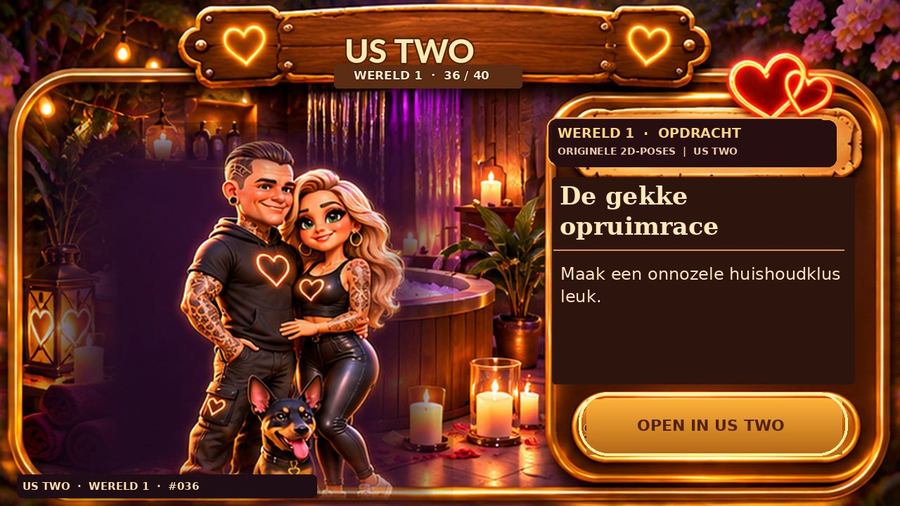 US TWO
WERELD 1 · 36 / 40
WERELD 1 · OPDRACHT
ORIGINELE 2D-POSES | US TWO
De gekke
opruimrace
Maak een onnozele huishoudklus
leuk.
OPEN IN US TWO
US TWO · WERELD 1 · #036